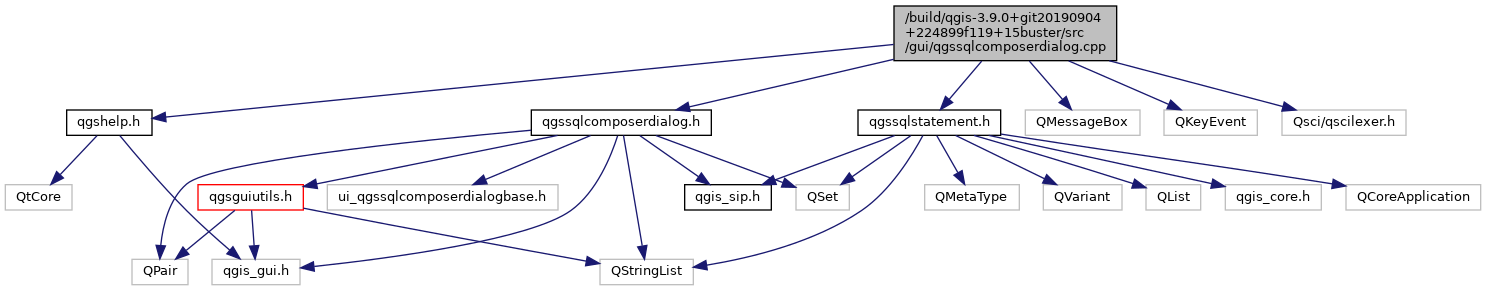 /build/qgis-3.9.0+git20190904
+224899f119+15buster/src
/gui/qgssqlcomposerdialog.cpp
qgshelp.h
qgssqlcomposerdialog.h
qgssqlstatement.h
QMessageBox
QKeyEvent
Qsci/qscilexer.h
QtCore
qgsguiutils.h
ui_qgssqlcomposerdialogbase.h
qgis_sip.h
QSet
QMetaType
QVariant
QList
qgis_core.h
QCoreApplication
QPair
qgis_gui.h
QStringList